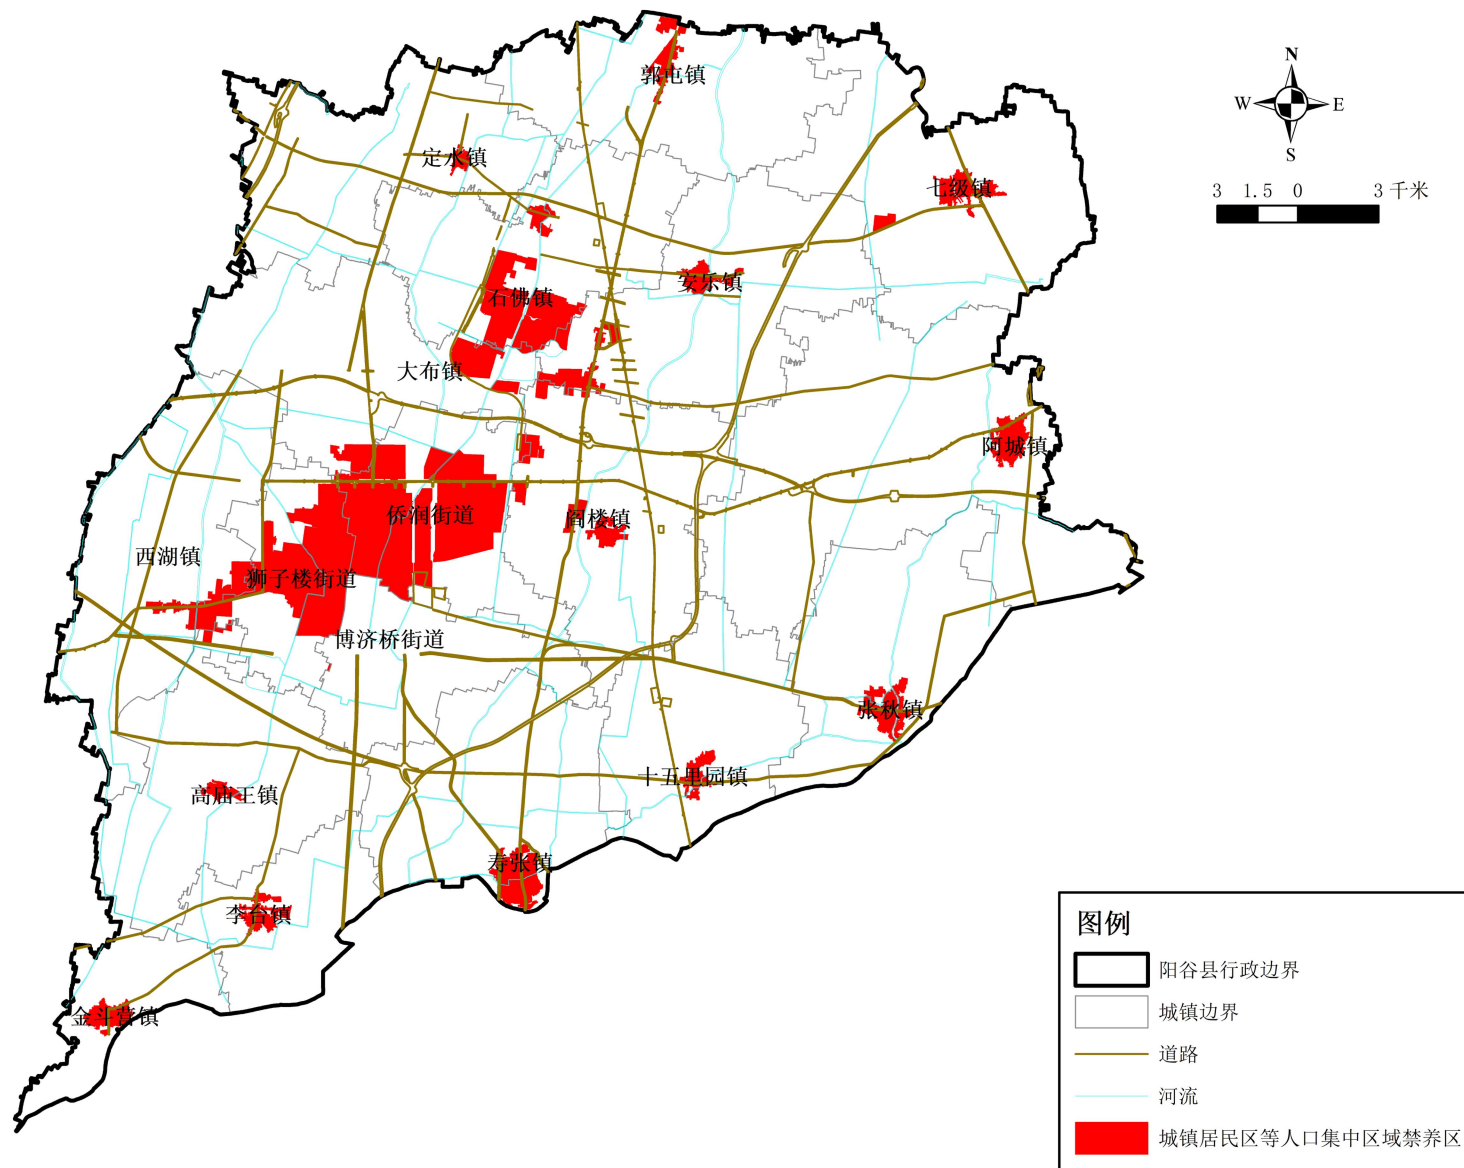 郭屯镇
N
W
E
S
定水镇
七级镇
3
1.5
0
3 千米
安乐镇
石佛镇
大布镇
阿城镇
侨润街道
阎楼镇
西湖镇
狮子楼街道
博济桥街道
张秋镇
十五里园镇
高庙王镇
寿张镇
李台镇
金斗营镇
图例
阳谷县行政边界
城镇边界
道路
河流
城镇居民区等人口集中区域禁养区